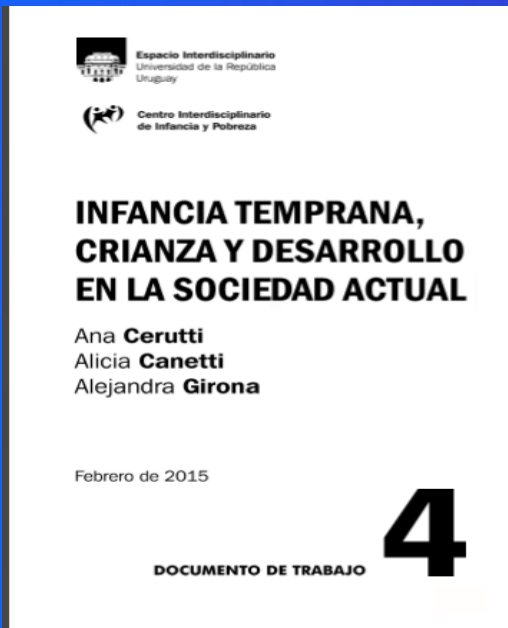 Espacio Interdisciplinario
Universidad de la República
Uruguay
Centro Interdisciplinario
de Infancia y Pobreza
INFANCIA TEMPRANA,
CRIANZA Y DESARROLLO
EN LA SOCIEDAD ACTUAL
Ana Cerutti
Alicia Canetti
Alejandra Girona
Febrero de 2015
DOCUMENTO DE TRABAJO 4